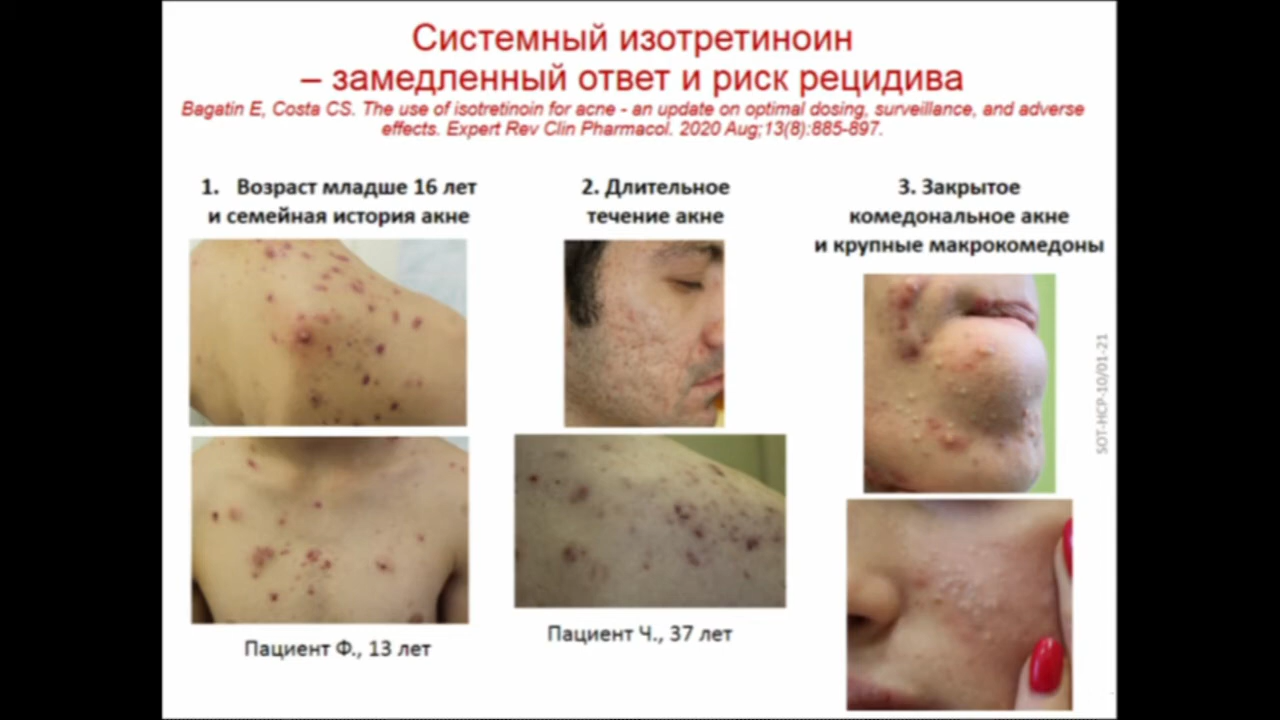 Системный изотретиноин
– замедленный ответ и риск рецидива
Bagatin E, Costa CS. The use of isotretinoin for acne - an update on optimal dosing, surveillance, and adverse
effects. Expert Rev Clin Pharmacol. 2020 Aug;13(8):885-897.
1. Возраст младше 16 лет
и семейная история акне
2. Длительное
течение акне
3. Закрытое
комедональное акне
и крупные макрокомедоны
Пациент Ф., 13 лет
Пациент Ч., 37 лет
SOT-HCP-10/01-21